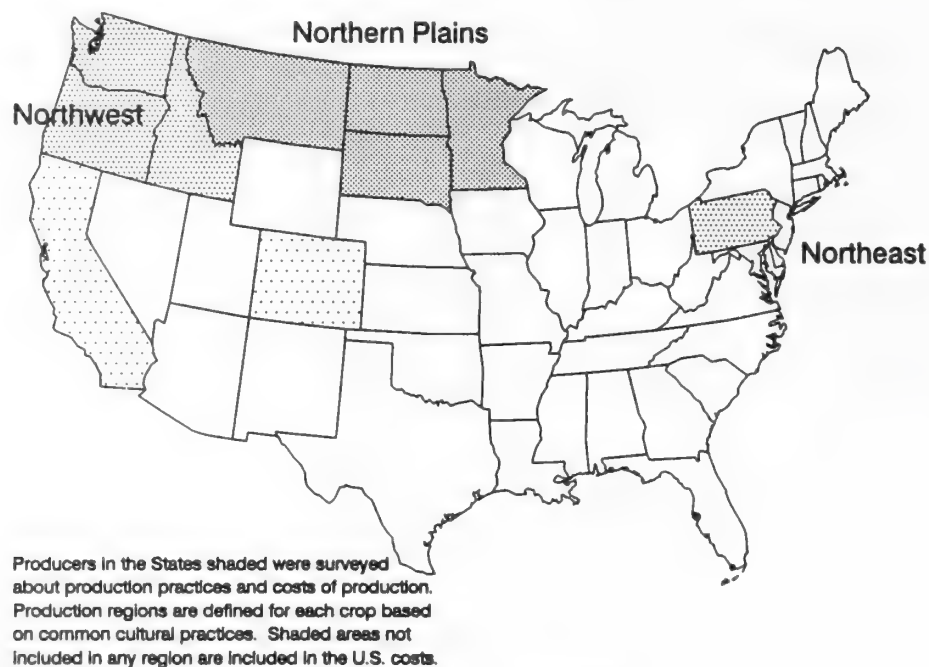 Northern Plains
Northwest
Northeast
Producers in the States shaded were surveyed
about production practices and costs of production.
Production regions are defined for each crop based
on common cultural practices. Shaded areas not
included in any region are included in the U.S. costs.